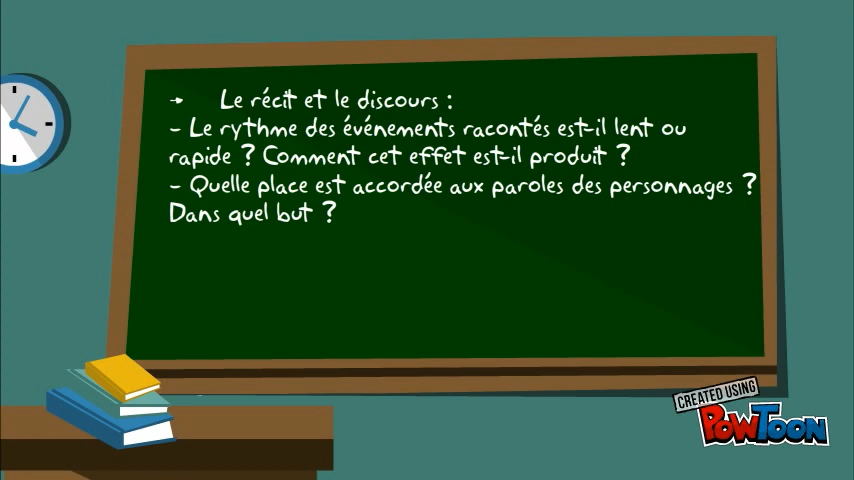 → Le récit et le discours :
- Le rythme des événements racontés est-il lent ou
rapide ? Comment cet effet est-il produit ?
- Quelle place est accordée aux paroles des personnages ?
Dans quel but ?
CREATED USING
POWTOON